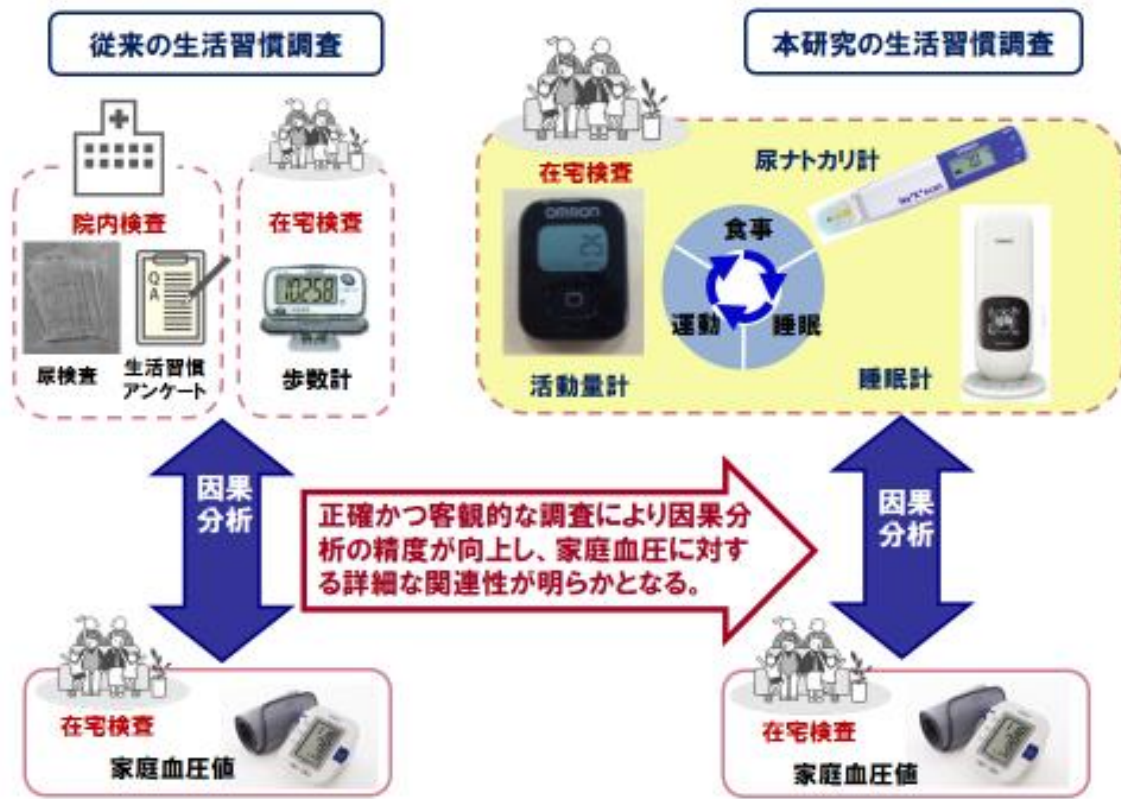 従来の生活習慣調査
本研究の生活習慣調査
院内検査
在宅検査
Q
A
10258
尿検査
生活習慣
アンケート
歩数計
在宅検査
尿ナトカリ計
OMRON
25
食事
運動
睡眠
活動量計
睡眠計
因果
分析
正確かつ客観的な調査により因果分
析の精度が向上し、家庭血圧に対す
る詳細な関連性が明らかとなる。
因果
分析
在宅検査
家庭血圧値
在宅検査
家庭血圧値